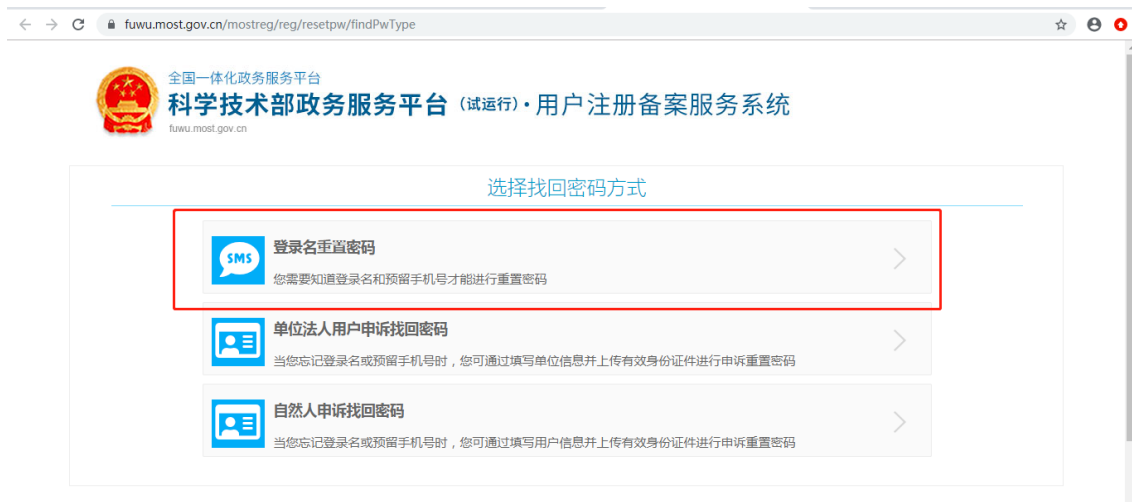 fuwu.most.gov.cn/mostreg/reg/resetpw/findPwType
全国一体化政务服务平台
科学技术部政务服务平台（试运行）·用户注册备案服务系统
fuwu.most.gov.cn
选择找回密码方式
SMS
登录名重置密码
您需要知道登录名和预留手机号才能进行重置密码
单位法人用户申诉找回密码
当您忘记登录名或预留手机号时，您可通过填写单位信息并上传有效身份证件进行申诉重置密码
自然人申诉找回密码
当您忘记登录名或预留手机号时，您可通过填写用户信息并上传有效身份证件进行申诉重置密码